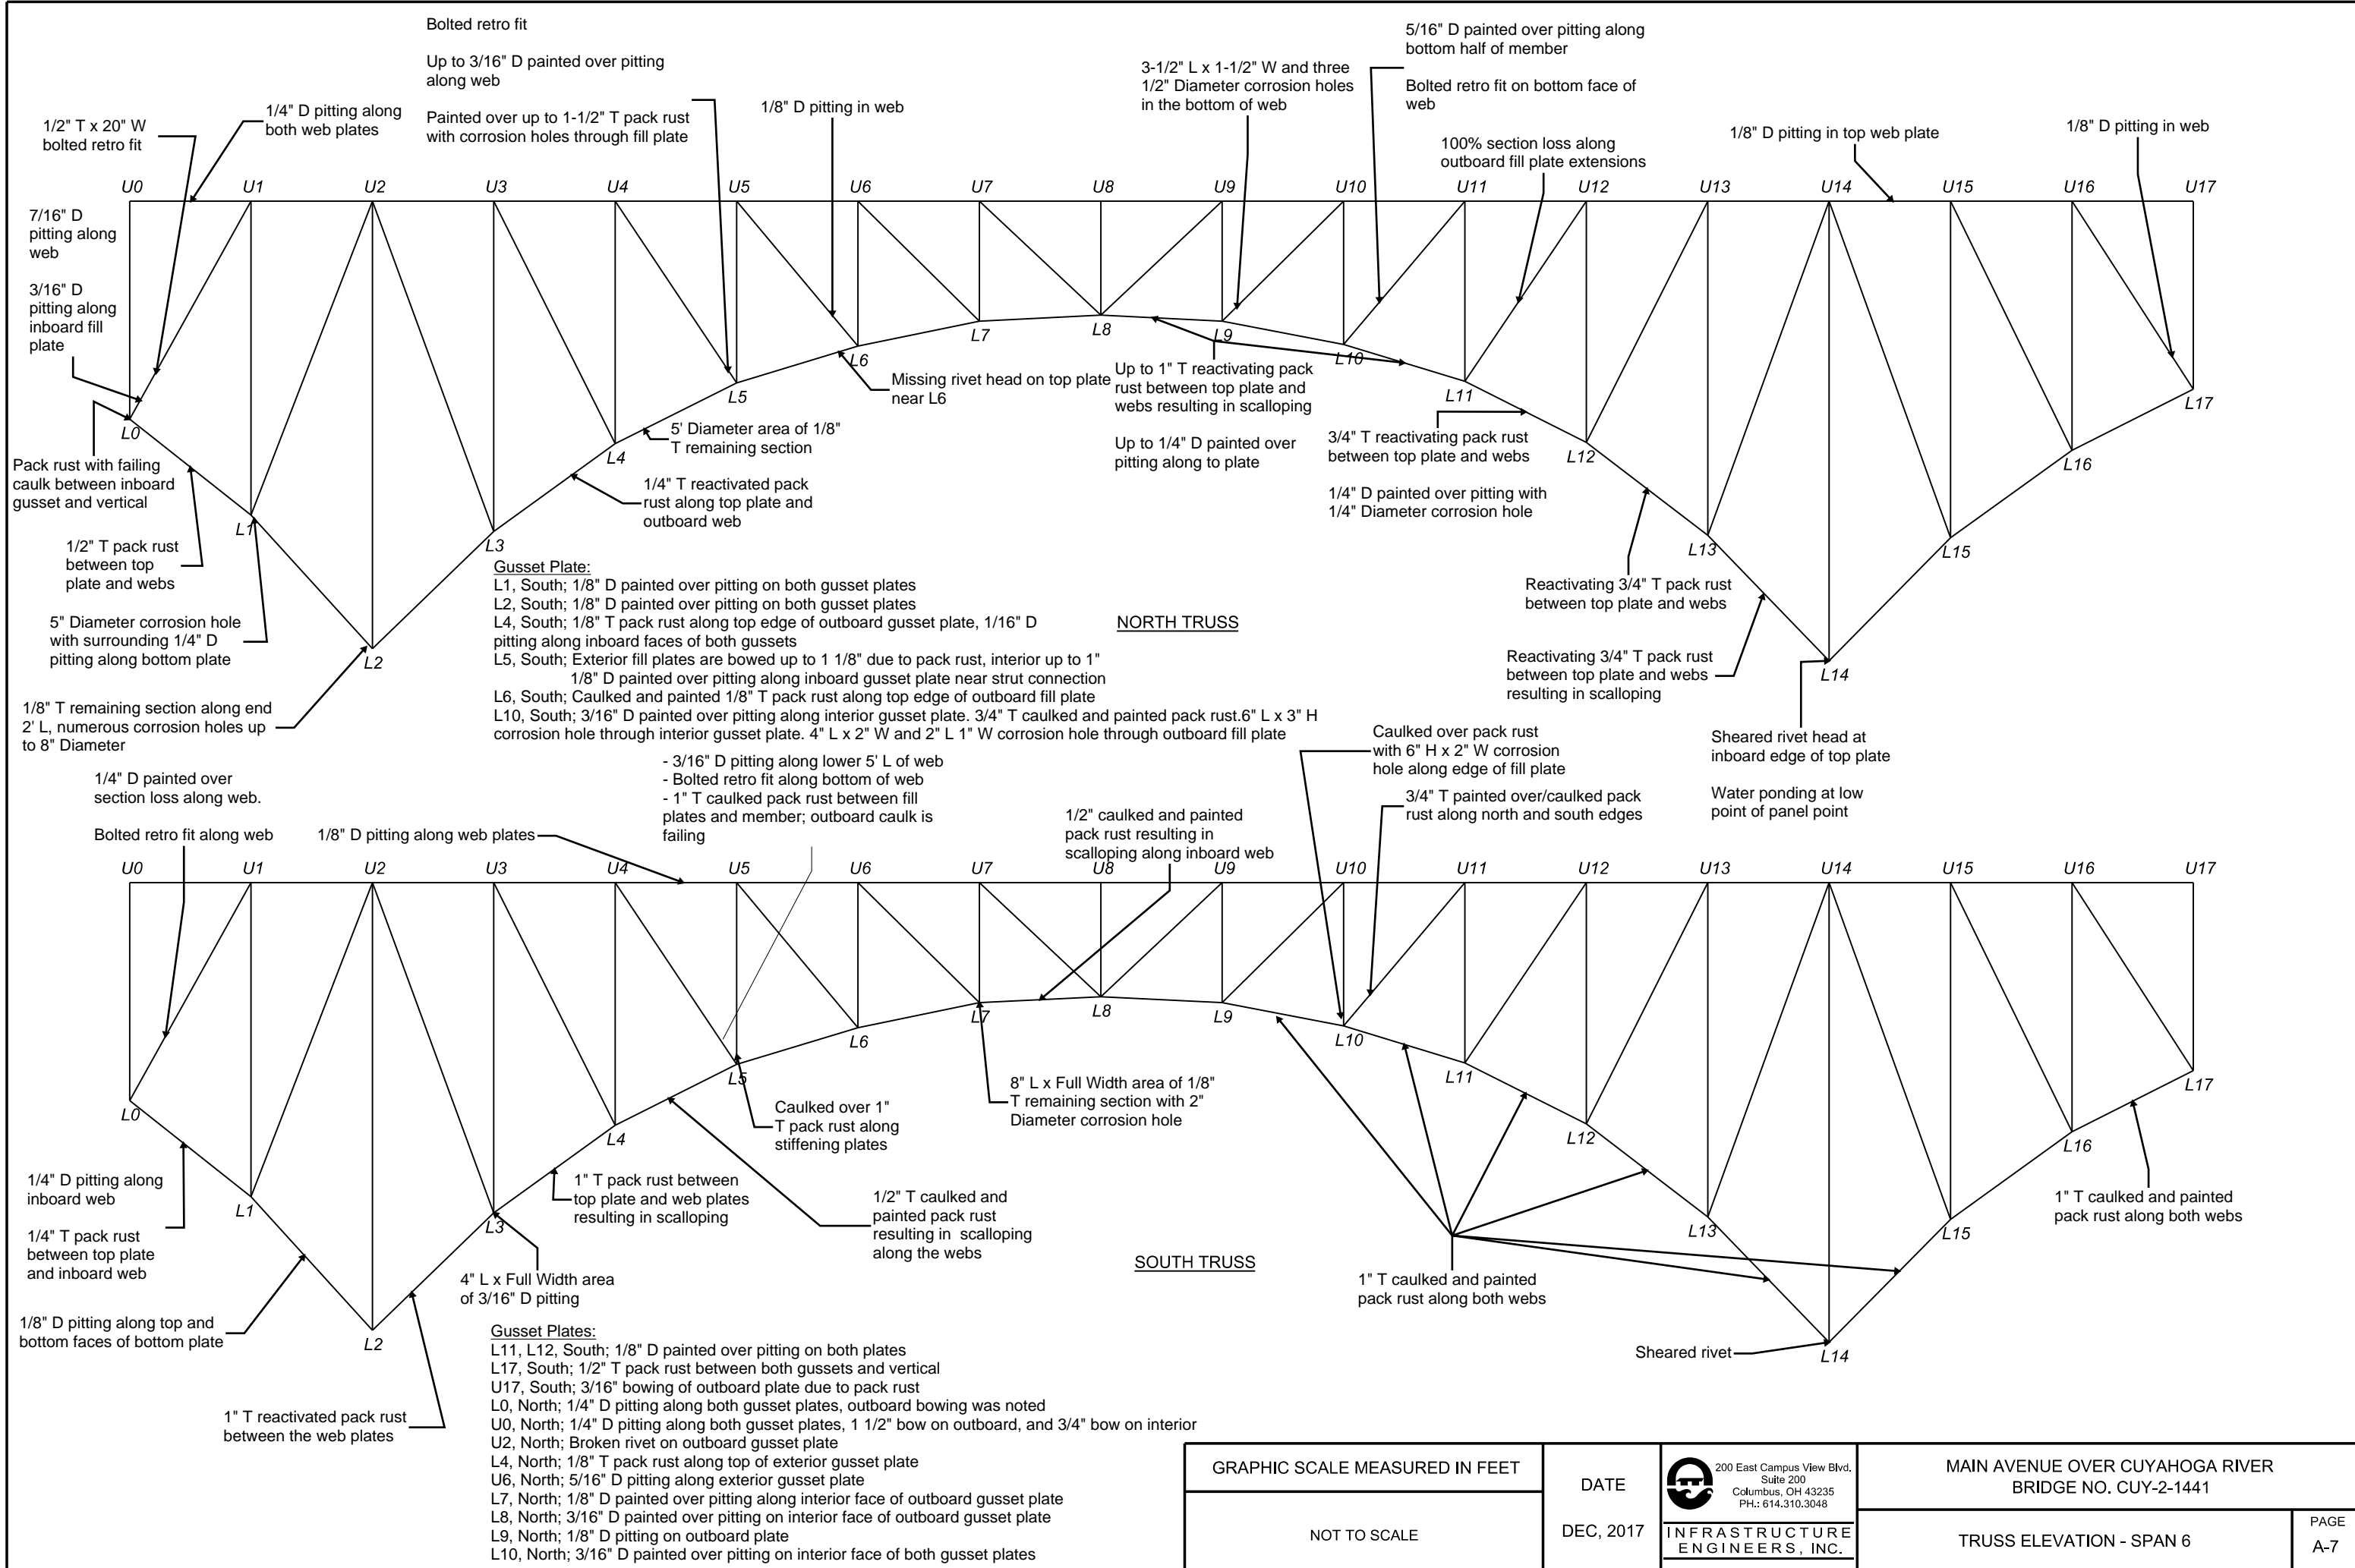 Bolted retro fit
Up to 3/16" D painted over pitting
along web
Painted over up to 1-1/2" T pack rust
with corrosion holes through fill plate
1/2" T x 20" W
bolted retro fit
1/4" D pitting along
both web plates
1/8" D pitting in web
3-1/2" L x 1-1/2" W and three
1/2" Diameter corrosion holes
in the bottom of web
5/16" D painted over pitting along
bottom half of member
Bolted retro fit on bottom face of
web
100% section loss along
outboard fill plate extensions
1/8" D pitting in top web plate
1/8" D pitting in web
U0 U1 U2 U3 U4 U5 U6 U7 U8 U9 U10 U11 U12 U13 U14 U15 U16 U17
7/16" D
pitting along
web
3/16" D
pitting along
inboard fill
plate
L0 L1 L2 L3 L4 L5 L6 L7 L8 L9 L10 L11 L12 L13 L14 L15 L16 L17
Pack rust with failing
caulk between inboard
gusset and vertical
1/2" T pack rust
between top
plate and webs
5" Diameter corrosion hole
with surrounding 1/4" D
pitting along bottom plate
1/8" T remaining section along end
2' L, numerous corrosion holes up
to 8" Diameter
Missing rivet head on top plate
near L6
5' Diameter area of 1/8"
T remaining section
1/4" T reactivated pack
rust along top plate and
outboard web
Up to 1" T reactivating pack
rust between top plate and
webs resulting in scalloping
Up to 1/4" D painted over
pitting along to plate
3/4" T reactivating pack rust
between top plate and webs
1/4" D painted over pitting with
1/4" Diameter corrosion hole
Reactivating 3/4" T pack rust
between top plate and webs
Reactivating 3/4" T pack rust
between top plate and webs
resulting in scalloping
Sheared rivet head at
inboard edge of top plate
Water ponding at low
point of panel point
Gusset Plate:
L1, South; 1/8" D painted over pitting on both gusset plates
L2, South; 1/8" D painted over pitting on both gusset plates
L4, South; 1/8" T pack rust along top edge of outboard gusset plate, 1/16" D
pitting along inboard faces of both gussets
L5, South; Exterior fill plates are bowed up to 1 1/8" due to pack rust, interior up to 1"
1/8" D painted over pitting along inboard gusset plate near strut connection
L6, South; Caulked and painted 1/8" T pack rust along top edge of outboard fill plate
L10, South; 3/16" D painted over pitting along interior gusset plate. 3/4" T caulked and painted pack rust.6" L x 3" H
corrosion hole through interior gusset plate. 4" L x 2" W and 2" L 1" W corrosion hole through outboard fill plate
NORTH TRUSS
1/4" D painted over
section loss along web.
Bolted retro fit along web
1/8" D pitting along web plates
- 3/16" D pitting along lower 5' L of web
- Bolted retro fit along bottom of web
- 1" T caulked pack rust between fill
plates and member; outboard caulk is
failing
1/2" caulked and painted
pack rust resulting in
scalloping along inboard web
Caulked over pack rust
with 6" H x 2" W corrosion
hole along edge of fill plate
3/4" T painted over/caulked pack
rust along north and south edges
U0 U1 U2 U3 U4 U5 U6 U7 U8 U9 U10 U11 U12 U13 U14 U15 U16 U17
L0 L1 L2 L3 L4 L5 L6 L7 L8 L9 L10 L11 L12 L13 L14 L15 L16 L17
1/4" D pitting along
inboard web
1/4" T pack rust
between top plate
and inboard web
1/8" D pitting along top and
bottom faces of bottom plate
1" T reactivated pack rust
between the web plates
4" L x Full Width area
of 3/16" D pitting
1" T pack rust between
top plate and web plates
resulting in scalloping
Caulked over 1"
T pack rust along
stiffening plates
1/2" T caulked and
painted pack rust
resulting in scalloping
along the webs
8" L x Full Width area of 1/8"
T remaining section with 2"
Diameter corrosion hole
1" T caulked and painted
pack rust along both webs
1" T caulked and painted
pack rust along both webs
Sheared rivet
SOUTH TRUSS
Gusset Plates:
L11, L12, South; 1/8" D painted over pitting on both plates
L17, South; 1/2" T pack rust between both gussets and vertical
U17, South; 3/16" bowing of outboard plate due to pack rust
L0, North; 1/4" D pitting along both gusset plates, outboard bowing was noted
U0, North; 1/4" D pitting along both gusset plates, 1 1/2" bow on outboard, and 3/4" bow on interior
U2, North; Broken rivet on outboard gusset plate
L4, North; 1/8" T pack rust along top of exterior gusset plate
U6, North; 5/16" D pitting along exterior gusset plate
L7, North; 1/8" D painted over pitting along interior face of outboard gusset plate
L8, North; 3/16" D painted over pitting on interior face of outboard gusset plate
L9, North; 1/8" D pitting on outboard plate
L10, North; 3/16" D painted over pitting on interior face of both gusset plates
GRAPHIC SCALE MEASURED IN FEET
NOT TO SCALE
DATE
DEC, 2017
200 East Campus View Blvd.
Suite 200
Columbus, OH 43235
PH.: 614.310.3048
INFRASTRUCTURE
ENGINEERS, INC.
MAIN AVENUE OVER CUYAHOGA RIVER
BRIDGE NO. CUY-2-1441
TRUSS ELEVATION - SPAN 6
PAGE
A-7